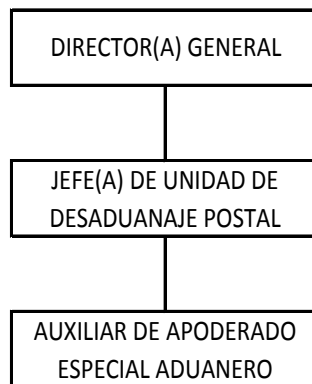 DIRECTOR(A) GENERAL
JEFE(A) DE UNIDAD DE
DESADUANAJE POSTAL
AUXILIAR DE APODERADO
ESPECIAL ADUANERO